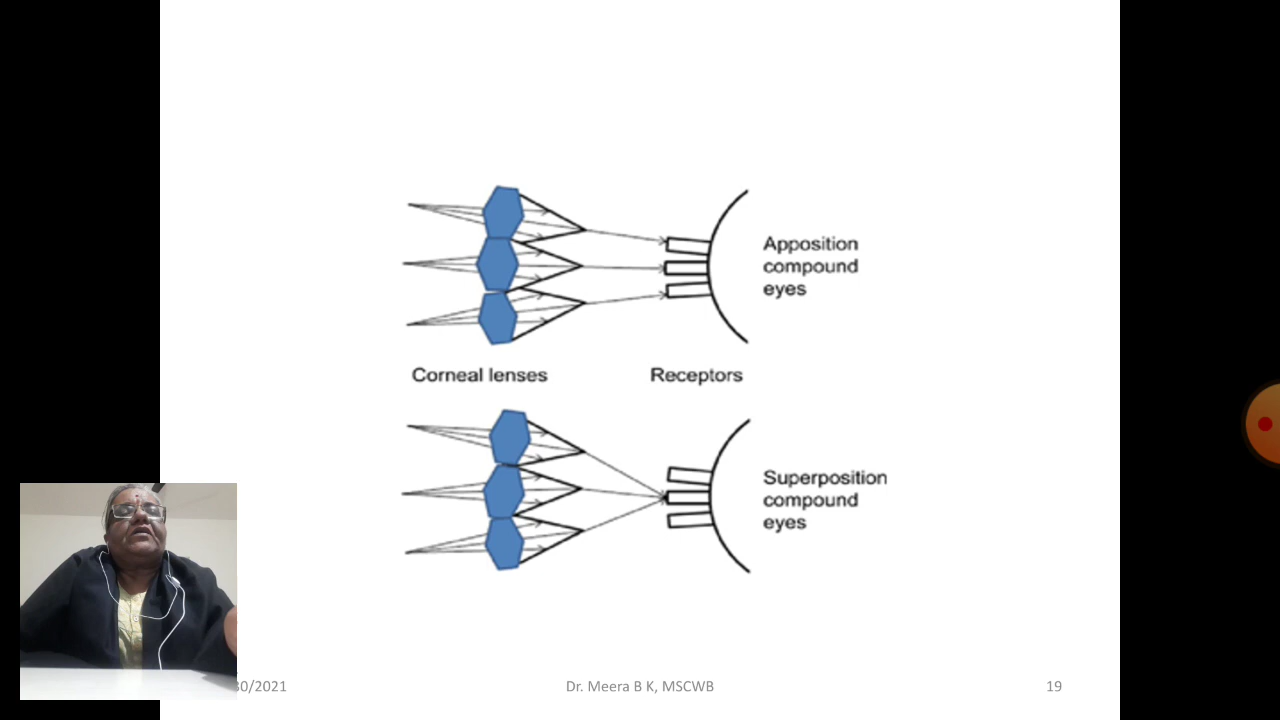 Apposition
compound
eyes
Corneal lenses
Receptors
Superposition
compound
eyes
Dr. Meera B K, MSCWB
19